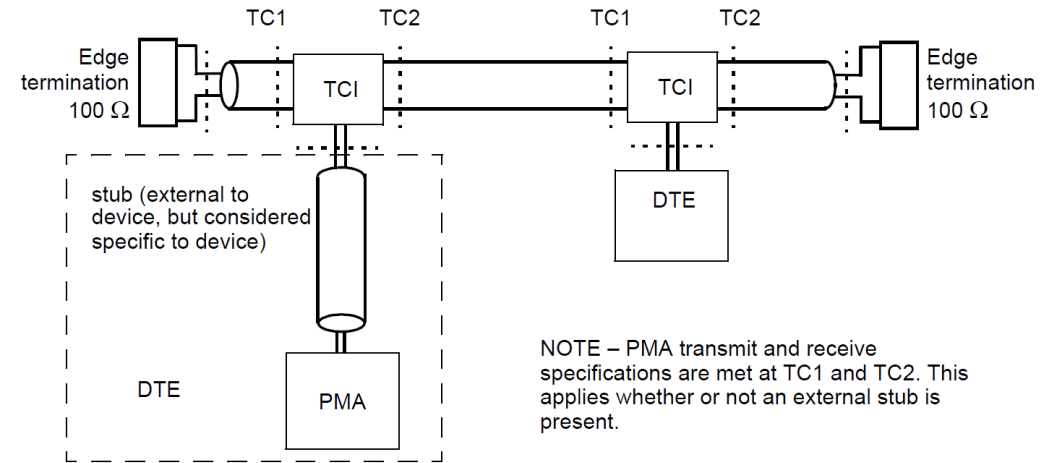 TC1
TC2
TC1
TC2
Edge
termination
100 Ω
TCI
TCI
Edge
termination
100 Ω
stub (external to
device, but considered
specific to device)
DTE
DTE
PMA
NOTE – PMA transmit and receive
specifications are met at TC1 and TC2. This
applies whether or not an external stub is
present.